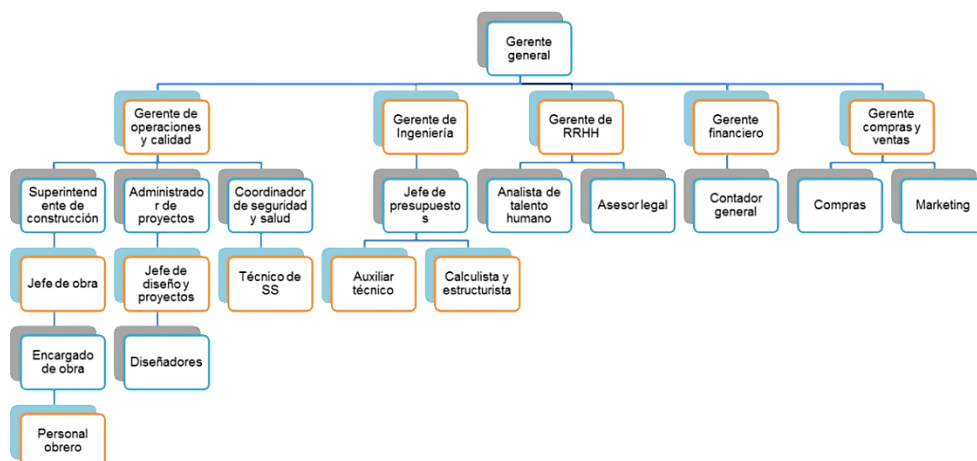 Gerente
general
Gerente de
operaciones
y calidad
Gerente de
Ingeniería
Gerente de
RRHH
Gerente
financiero
Gerente
compras y
ventas
Superintend
ente de
construcción
Administrado
r de
proyectos
Coordinador
de seguridad
y salud
Jefe de
presupuesto
s
Analista de
talento
humano
Asesor legal
Contador
general
Compras
Marketing
Jefe de obra
Jefe de
diseño y
proyectos
Técnico de
SS
Auxiliar
técnico
Calculista y
estructurista
Encargado
de obra
Diseñadores
Personal
obrero